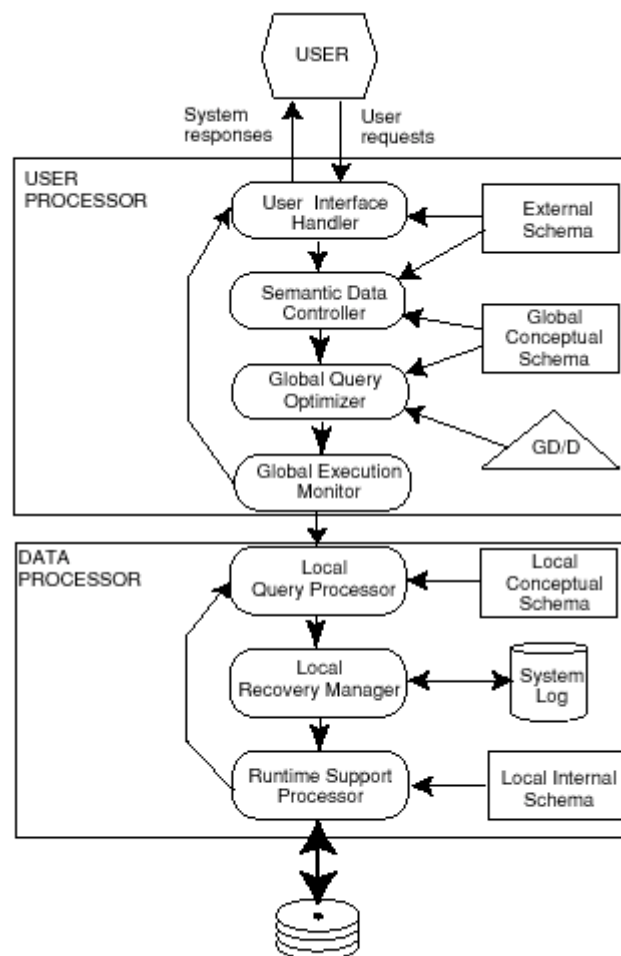 USER
System
responses
User
requests
USER
PROCESSOR
User Interface
Handler
External
Schema
Semantic Data
Controller
Global
Conceptual
Schema
Global Query
Optimizer
GD/D
Global Execution
Monitor
DATA
PROCESSOR
Local
Query Processor
Local
Conceptual
Schema
Local
Recovery Manager
System
Log
Runtime Support
Processor
Local Internal
Schema